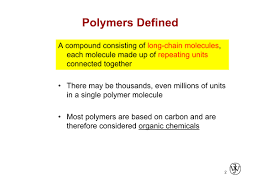 Polymers Defined
A compound consisting of long-chain molecules,
each molecule made up of repeating units
connected together
• There may be thousands, even millions of units
in a single polymer molecule
• Most polymers are based on carbon and are
therefore considered organic chemicals
2